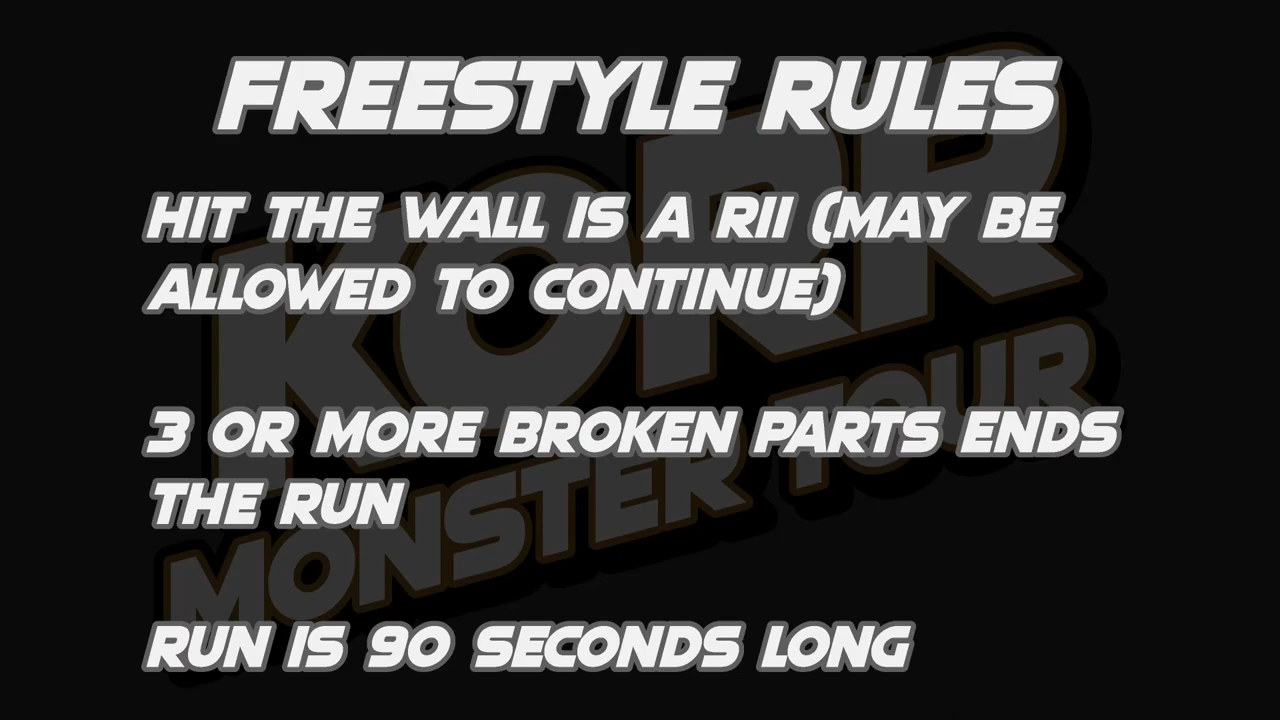 FREESTYLE RULES
HIT THE WALL IS A RII (MAY BE
ALLOWED TO CONTINUE)
3 OR MORE BROKEN PARTS ENDS
THE RUN
RUN IS 90 SECONDS LONG
KORR
MONSTER TOUR